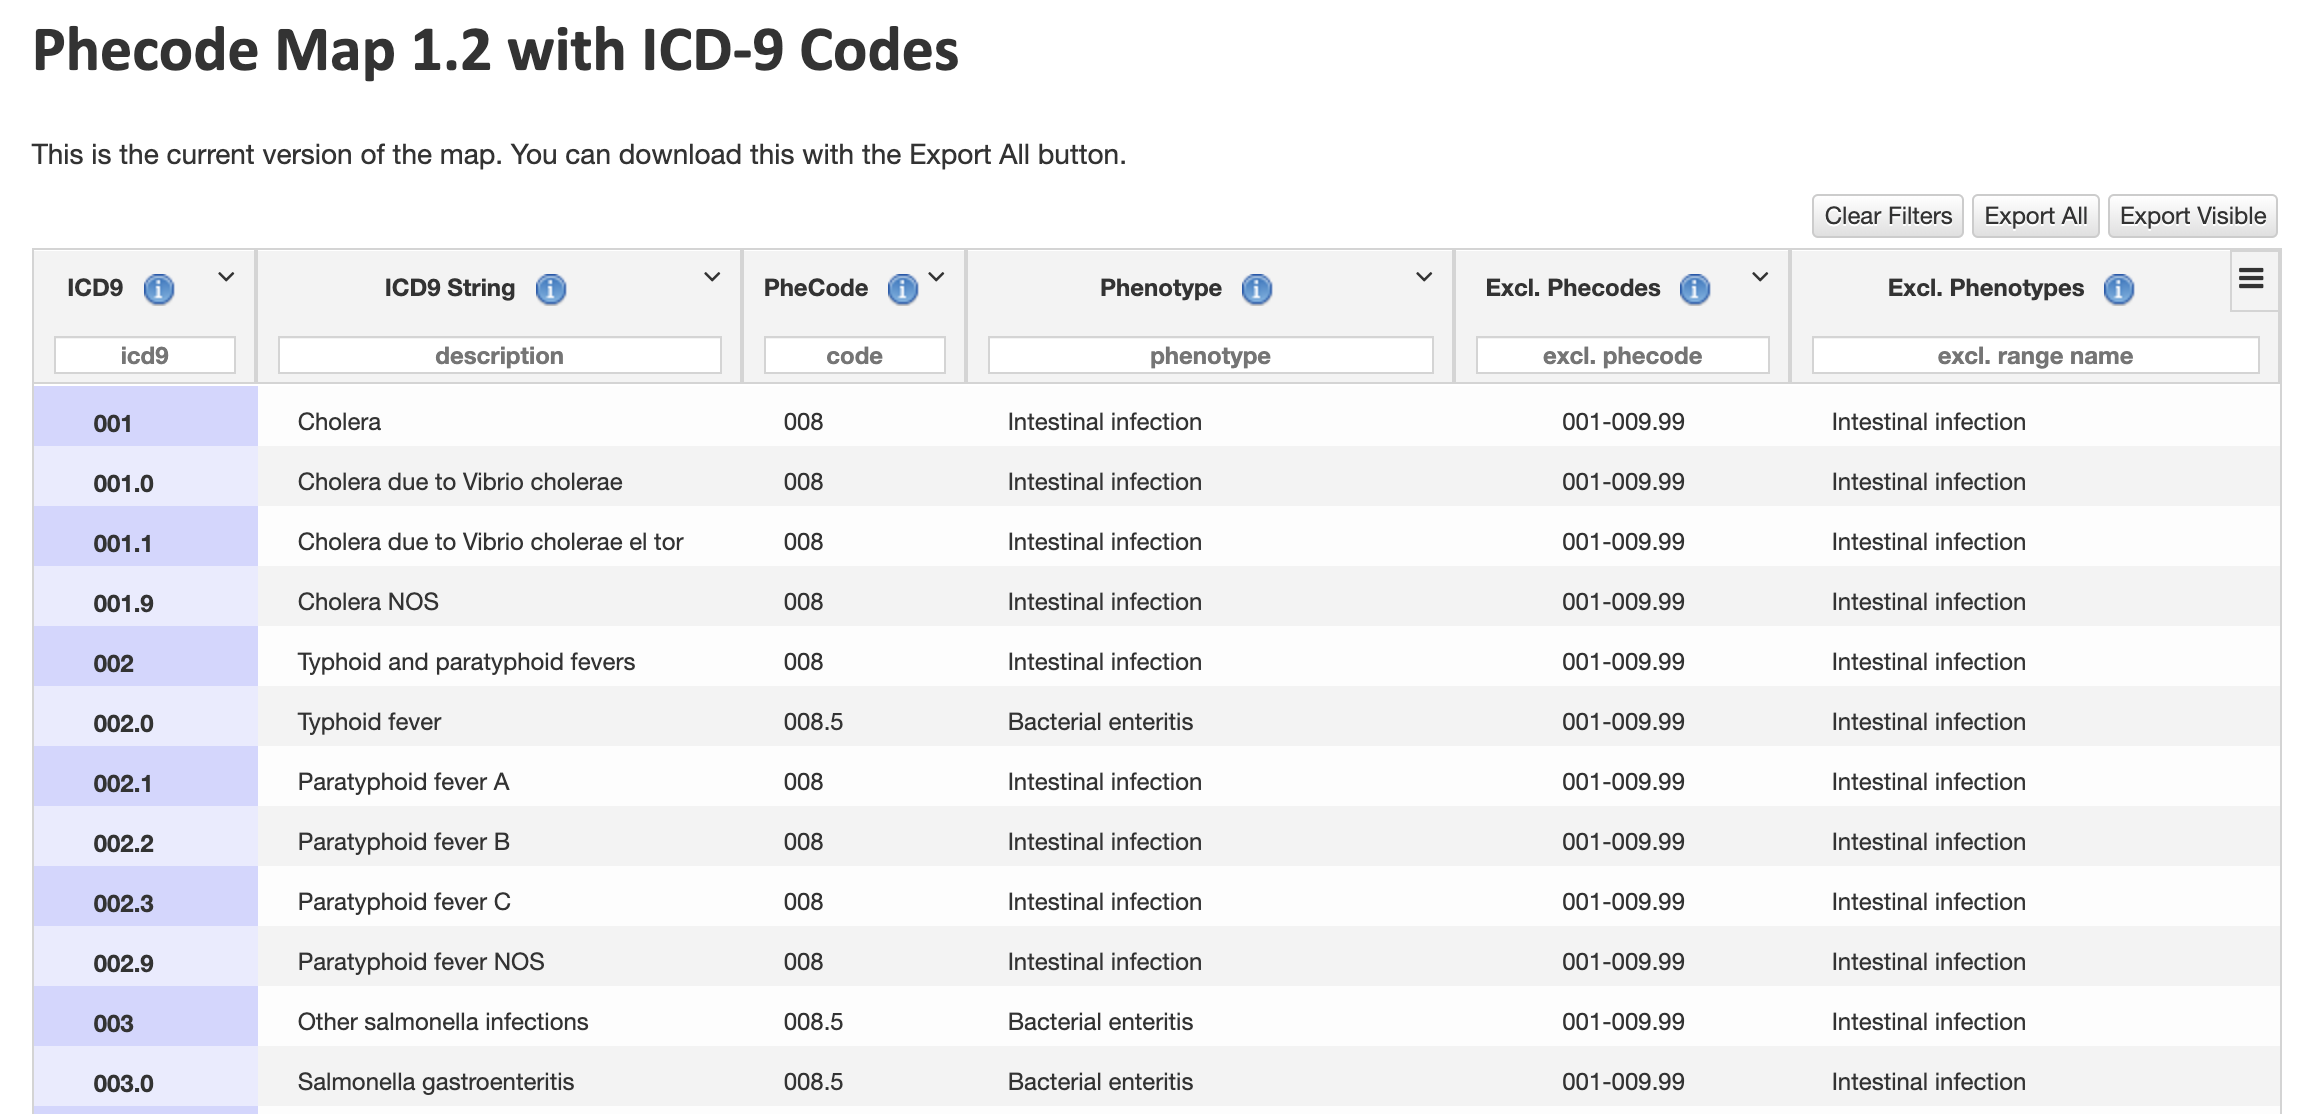 Phecode Map 1.2 with ICD-9 Codes
This is the current version of the map. You can download this with the Export All button.
Clear Filters Export All Export Visible
ICD9 ICD9 String PheCode Phenotype Excl. Phecodes Excl. Phenotypes
icd9 description code phenotype excl. phecode excl. range name
001 Cholera 008 Intestinal infection 001-009.99 Intestinal infection
001.0 Cholera due to Vibrio cholerae 008 Intestinal infection 001-009.99 Intestinal infection
001.1 Cholera due to Vibrio cholerae el tor 008 Intestinal infection 001-009.99 Intestinal infection
001.9 Cholera NOS 008 Intestinal infection 001-009.99 Intestinal infection
002 Typhoid and paratyphoid fevers 008 Intestinal infection 001-009.99 Intestinal infection
002.0 Typhoid fever 008.5 Bacterial enteritis 001-009.99 Intestinal infection
002.1 Paratyphoid fever A 008 Intestinal infection 001-009.99 Intestinal infection
002.2 Paratyphoid fever B 008 Intestinal infection 001-009.99 Intestinal infection
002.3 Paratyphoid fever C 008 Intestinal infection 001-009.99 Intestinal infection
002.9 Paratyphoid fever NOS 008 Intestinal infection 001-009.99 Intestinal infection
003 Other salmonella infections 008.5 Bacterial enteritis 001-009.99 Intestinal infection
003.0 Salmonella gastroenteritis 008.5 Bacterial enteritis 001-009.99 Intestinal infection